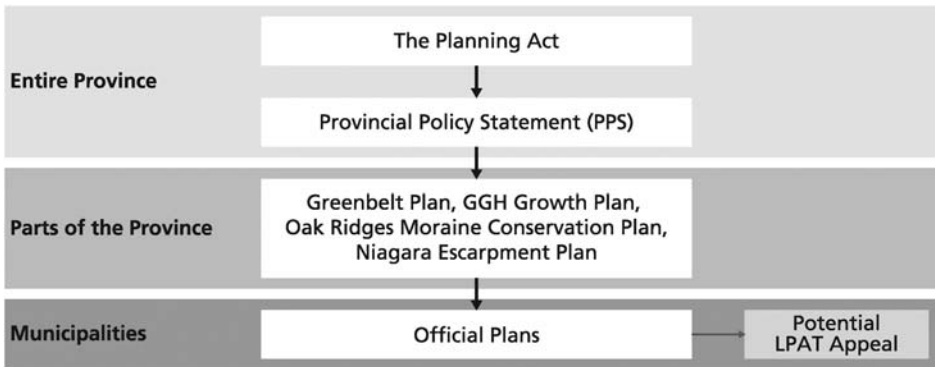 The Planning Act
Entire Province
Provincial Policy Statement (PPS)
Greenbelt Plan, GGH Growth Plan,
Oak Ridges Moraine Conservation Plan,
Niagara Escarpment Plan
Parts of the Province
Municipalities
Official Plans
Potential
LPAT Appeal